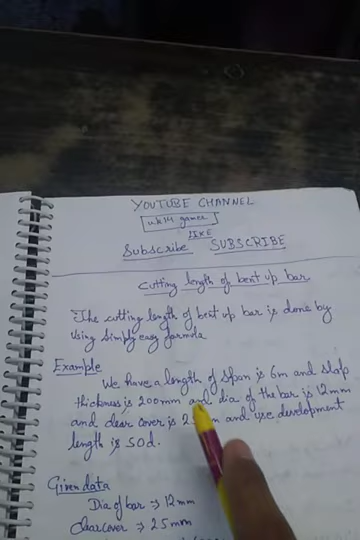 YOUTUBE CHANNEL
uk14 gamer
LIKE
Subscribe SUBSCRIBE
Cutting length of bent up bar
The cutting length of bent up bar is done by
using simply easy formula
Example
We have a length of span is 6m and slab
thickness is 200mm and dia of the bar is 12mm
and clear cover is and use development
length is 50d.
Given data
Dia of bar → 12mm
clear cover → 25mm